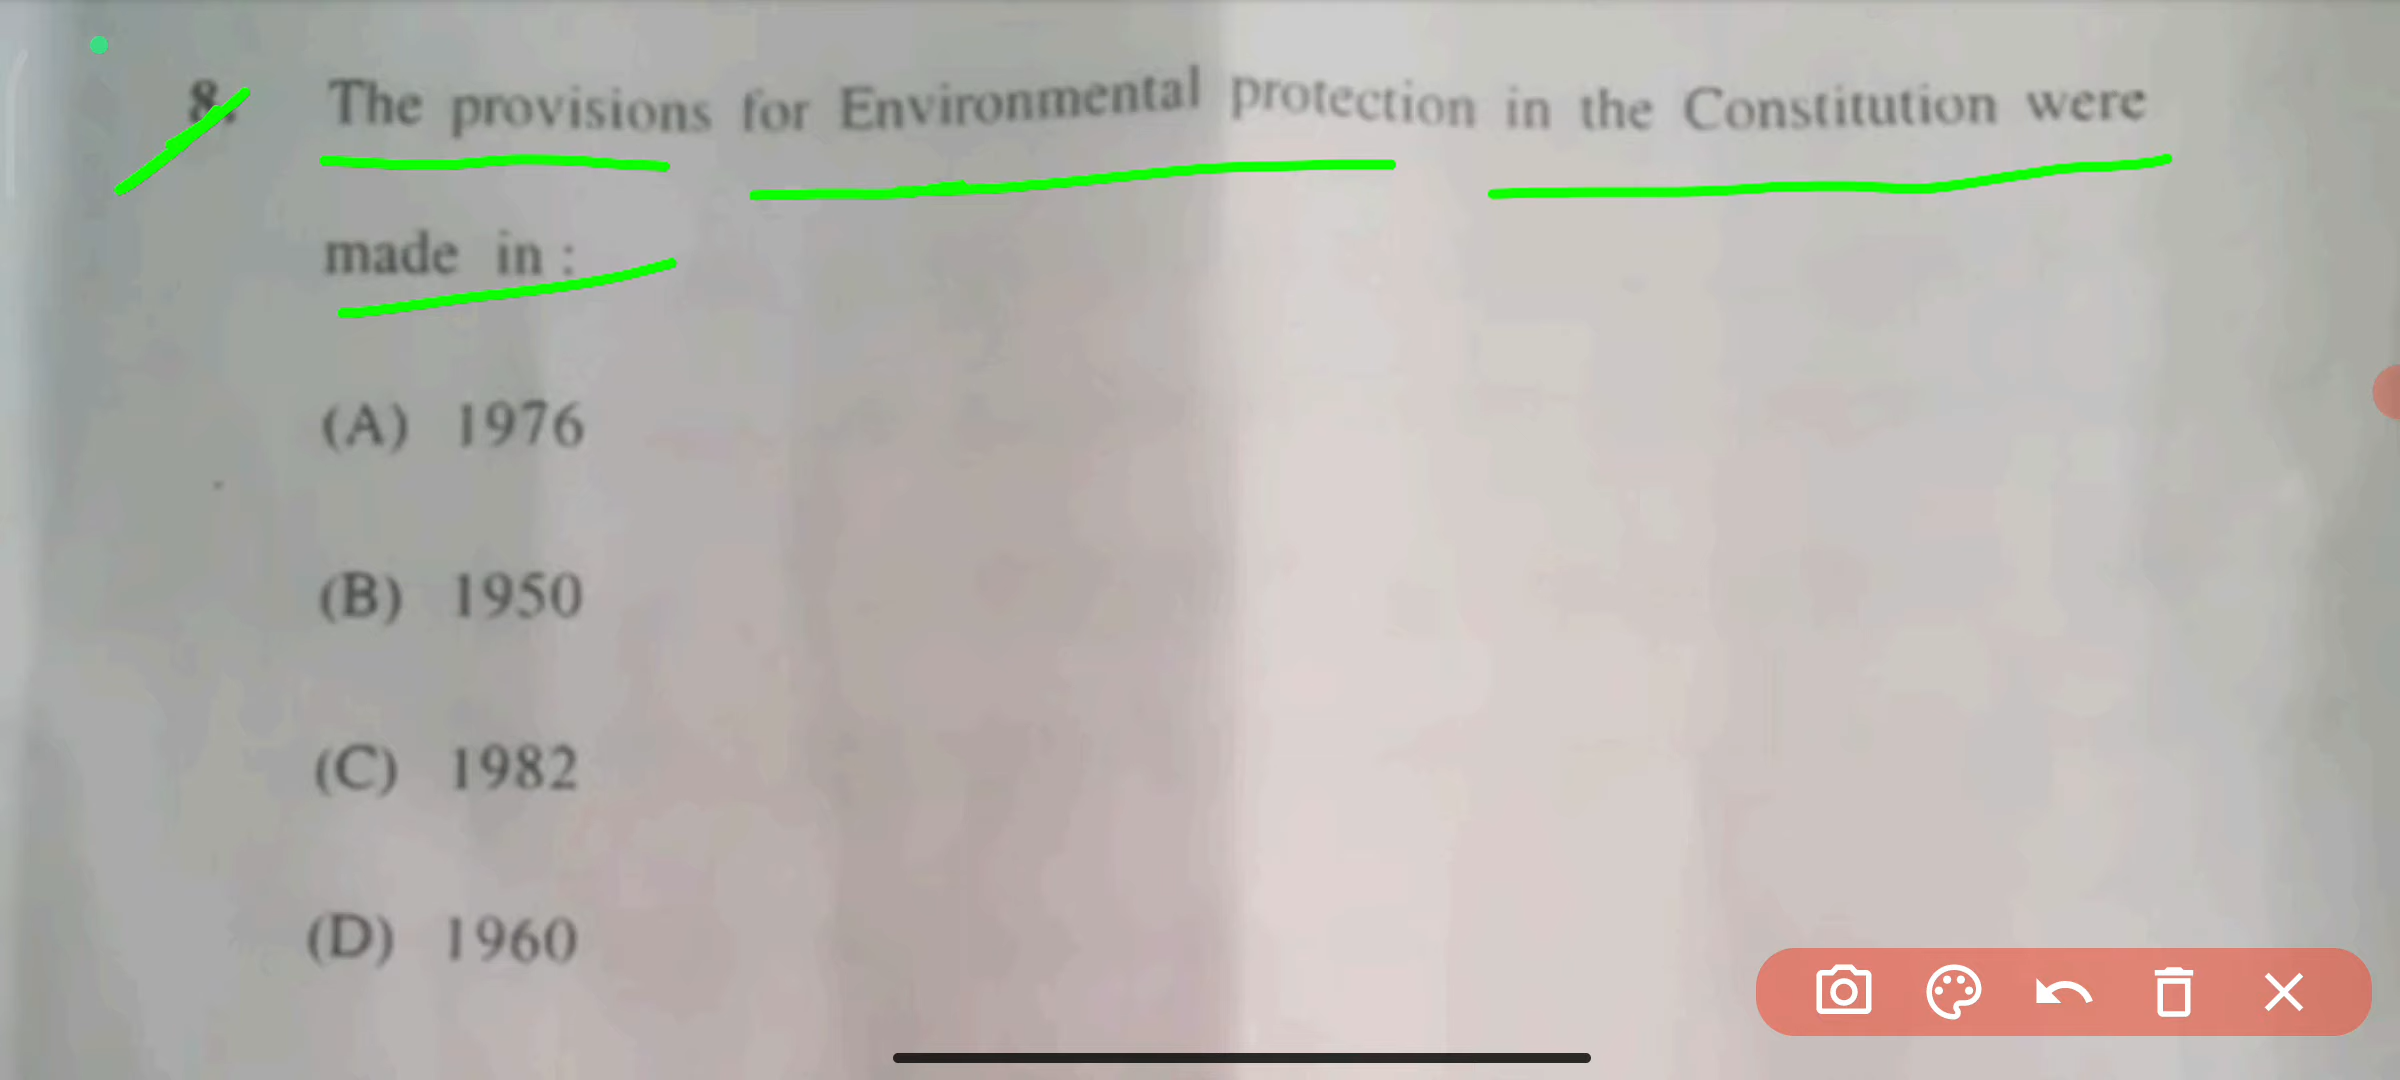 8. The provisions for Environmental protection in the Constitution were
made in :
(A) 1976
(B) 1950
(C) 1982
(D) 1960